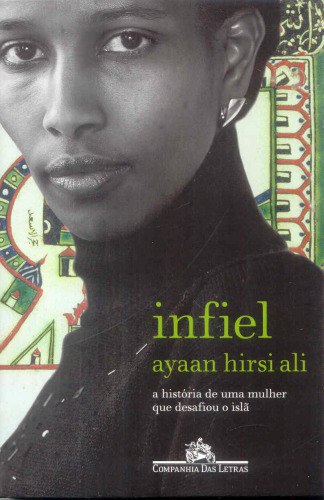 infiel
ayaan hirsi ali
a história de uma mulher
que desafiou o islã
COMPANHIA DAS LETRAS